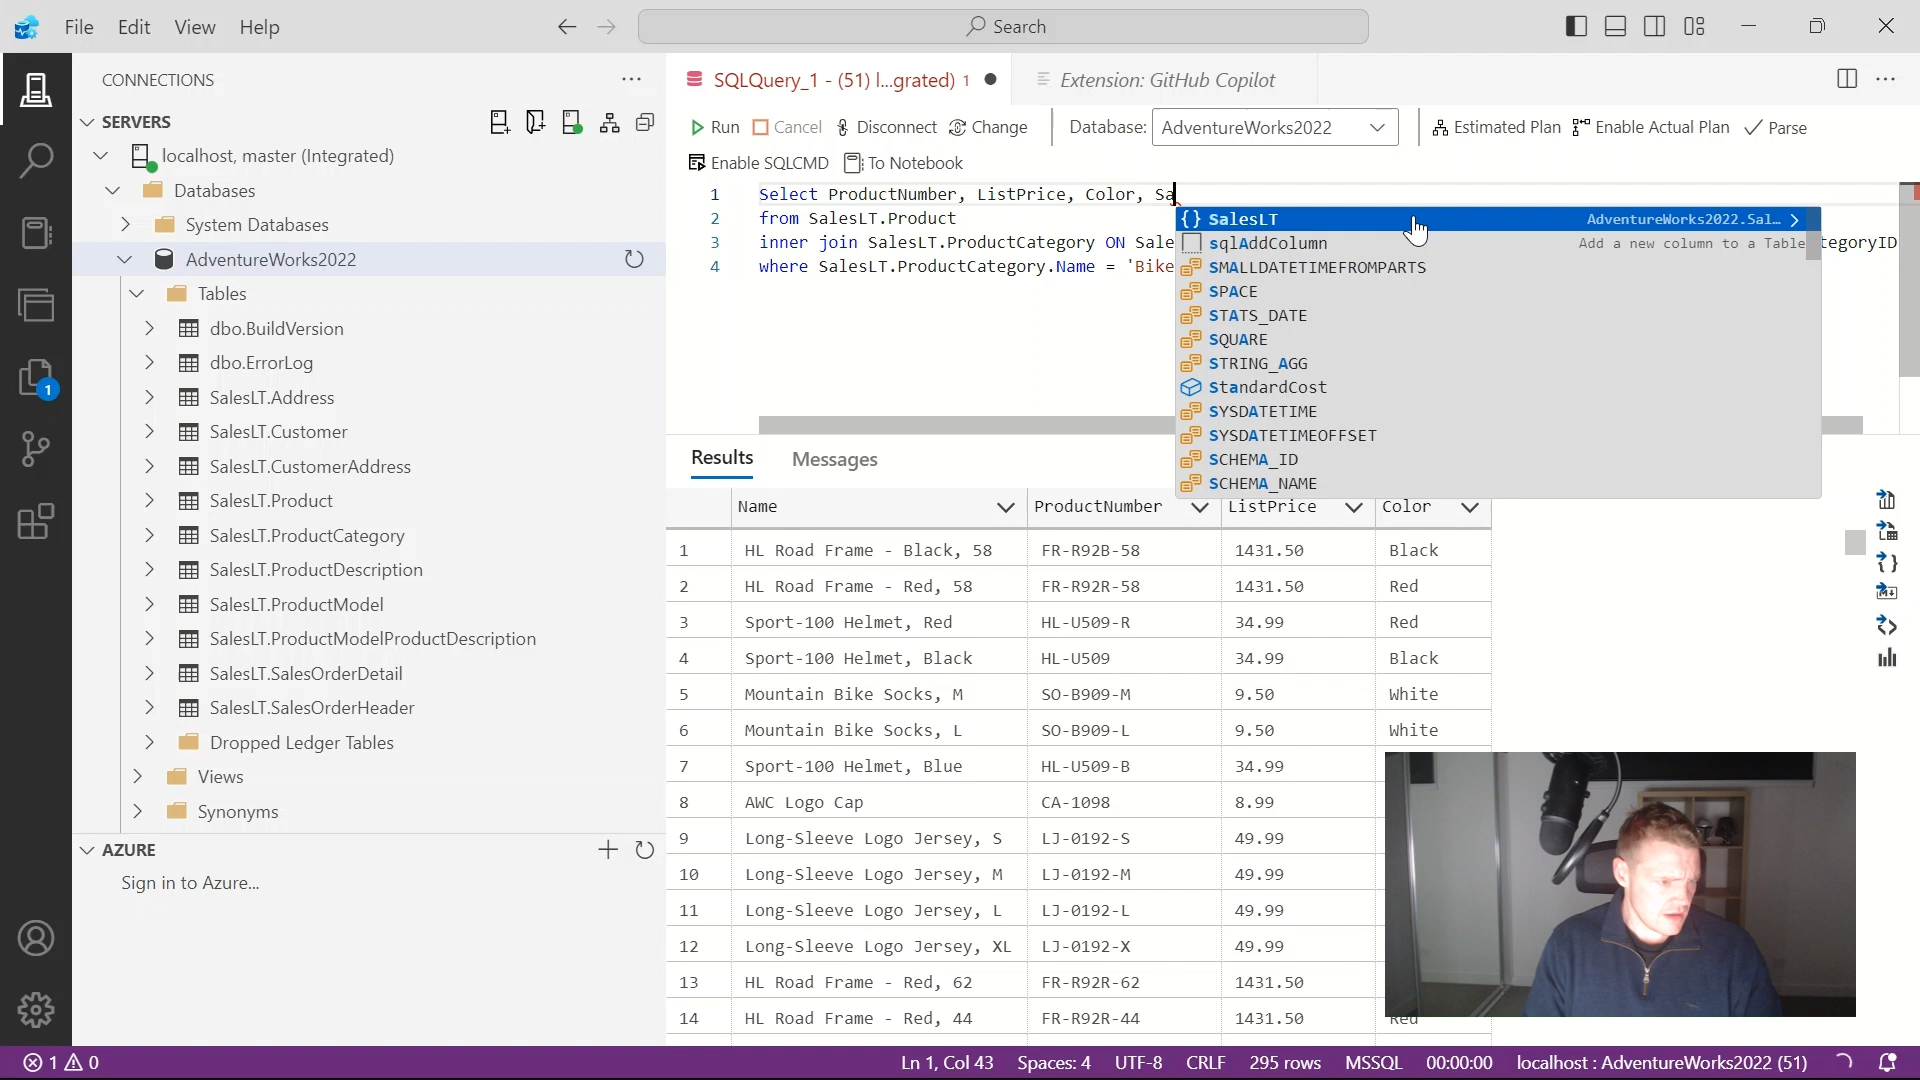 File Edit View Help
Search
CONNECTIONS
SERVERS
localhost, master (Integrated)
Databases
System Databases
AdventureWorks2022
Tables
dbo.BuildVersion
dbo.ErrorLog
SalesLT.Address
SalesLT.Customer
SalesLT.CustomerAddress
SalesLT.Product
SalesLT.ProductCategory
SalesLT.ProductDescription
SalesLT.ProductModel
SalesLT.ProductModelProductDescription
SalesLT.SalesOrderDetail
SalesLT.SalesOrderHeader
Dropped Ledger Tables
Views
Synonyms
AZURE
Sign in to Azure...
1
SQLQuery_1 - (51) l...grated) 1
Extension: GitHub Copilot
Run Cancel Disconnect Change Database: AdventureWorks2022 Estimated Plan Enable Actual Plan Parse
Enable SQLCMD To Notebook
1 Select ProductNumber, ListPrice, Color, Sa
2 from SalesLT.Product
3 inner join SalesLT.ProductCategory ON Sale tegoryID
4 where SalesLT.ProductCategory.Name = 'Bike
{} SalesLT AdventureWorks2022.Sal…
sqlAddColumn Add a new column to a Table
SMALLDATETIMEFROMPARTS
SPACE
STATS_DATE
SQUARE
STRING_AGG
StandardCost
SYSDATETIME
SYSDATETIMEOFFSET
SCHEMA_ID
SCHEMA_NAME
Results Messages
Name ProductNumber ListPrice Color
1 HL Road Frame - Black, 58 FR-R92B-58 1431.50 Black
2 HL Road Frame - Red, 58 FR-R92R-58 1431.50 Red
3 Sport-100 Helmet, Red HL-U509-R 34.99 Red
4 Sport-100 Helmet, Black HL-U509 34.99 Black
5 Mountain Bike Socks, M SO-B909-M 9.50 White
6 Mountain Bike Socks, L SO-B909-L 9.50 White
7 Sport-100 Helmet, Blue HL-U509-B 34.99
8 AWC Logo Cap CA-1098 8.99
9 Long-Sleeve Logo Jersey, S LJ-0192-S 49.99
10 Long-Sleeve Logo Jersey, M LJ-0192-M 49.99
11 Long-Sleeve Logo Jersey, L LJ-0192-L 49.99
12 Long-Sleeve Logo Jersey, XL LJ-0192-X 49.99
13 HL Road Frame - Red, 62 FR-R92R-62 1431.50
14 HL Road Frame - Red, 44 FR-R92R-44 1431.50 Red
1 0
Ln 1, Col 43 Spaces: 4 UTF-8 CRLF 295 rows MSSQL 00:00:00 localhost : AdventureWorks2022 (51)